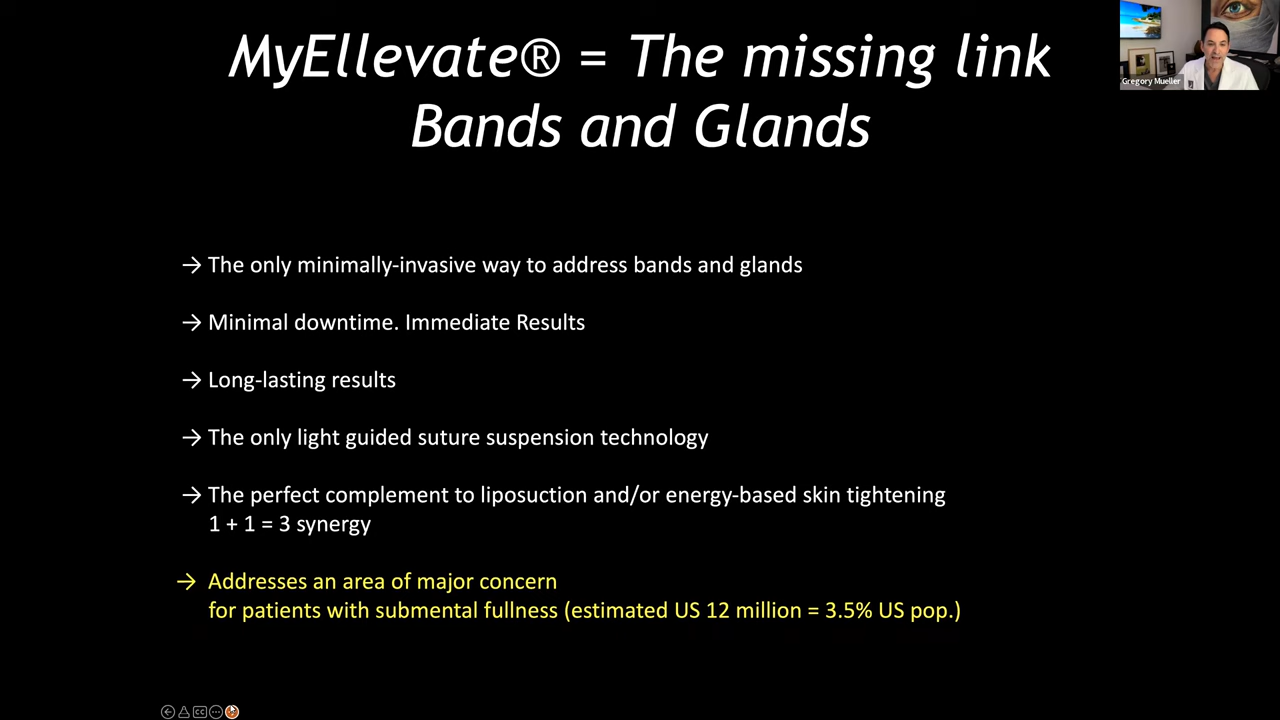 MyEllevate® = The missing link
Bands and Glands
Gregory Mueller
→ The only minimally-invasive way to address bands and glands
→ Minimal downtime. Immediate Results
→ Long-lasting results
→ The only light guided suture suspension technology
→ The perfect complement to liposuction and/or energy-based skin tightening
1 + 1 = 3 synergy
→ Addresses an area of major concern
for patients with submental fullness (estimated US 12 million = 3.5% US pop.)
CC